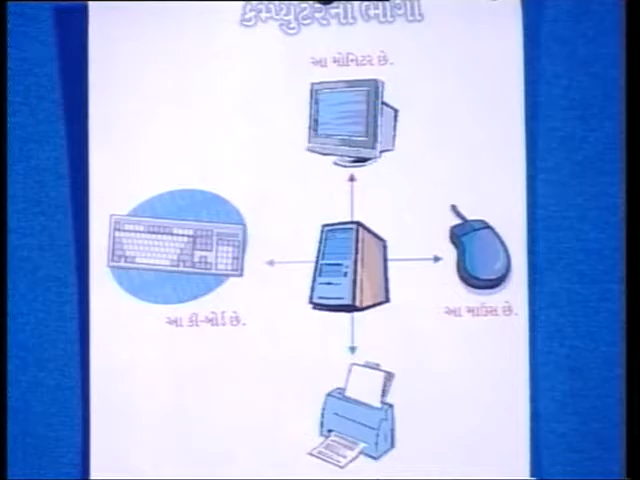 કમ્પ્યુટરના ભાગો
આ મોનિટર છે.
આ કી-બોર્ડ છે.
આ માઉસ છે.